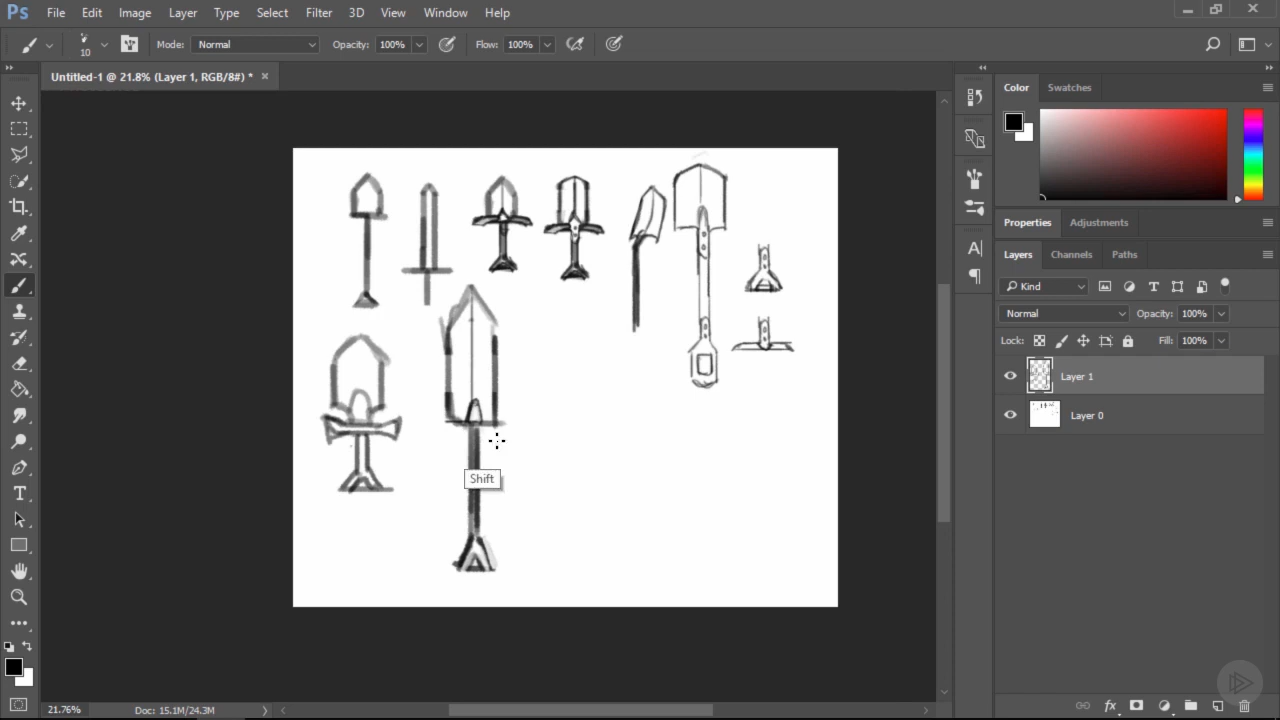 Ps File Edit Image Layer Type Select Filter 3D View Window Help
10 Mode: Normal Opacity: 100% Flow: 100%
Untitled-1 @ 21.8% (Layer 1, RGB/8#) * ×
Color Swatches
Properties Adjustments
Layers Channels Paths
Kind
Normal Opacity: 100%
Lock: Fill: 100%
Layer 1
Layer 0
Shift
21.76% Doc: 15.1M/24.3M